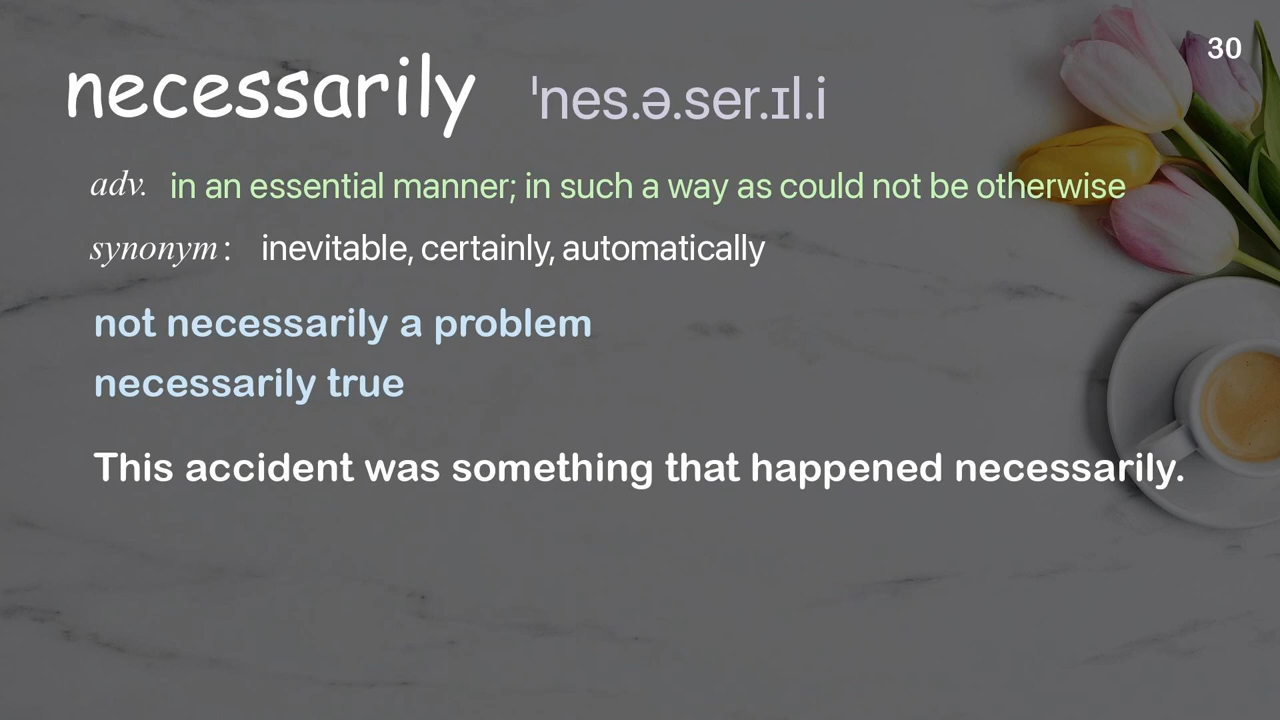 30
necessarily ˈnes.ə.ser.ɪl.i
adv. in an essential manner; in such a way as could not be otherwise
synonym: inevitable, certainly, automatically
not necessarily a problem
necessarily true
This accident was something that happened necessarily.